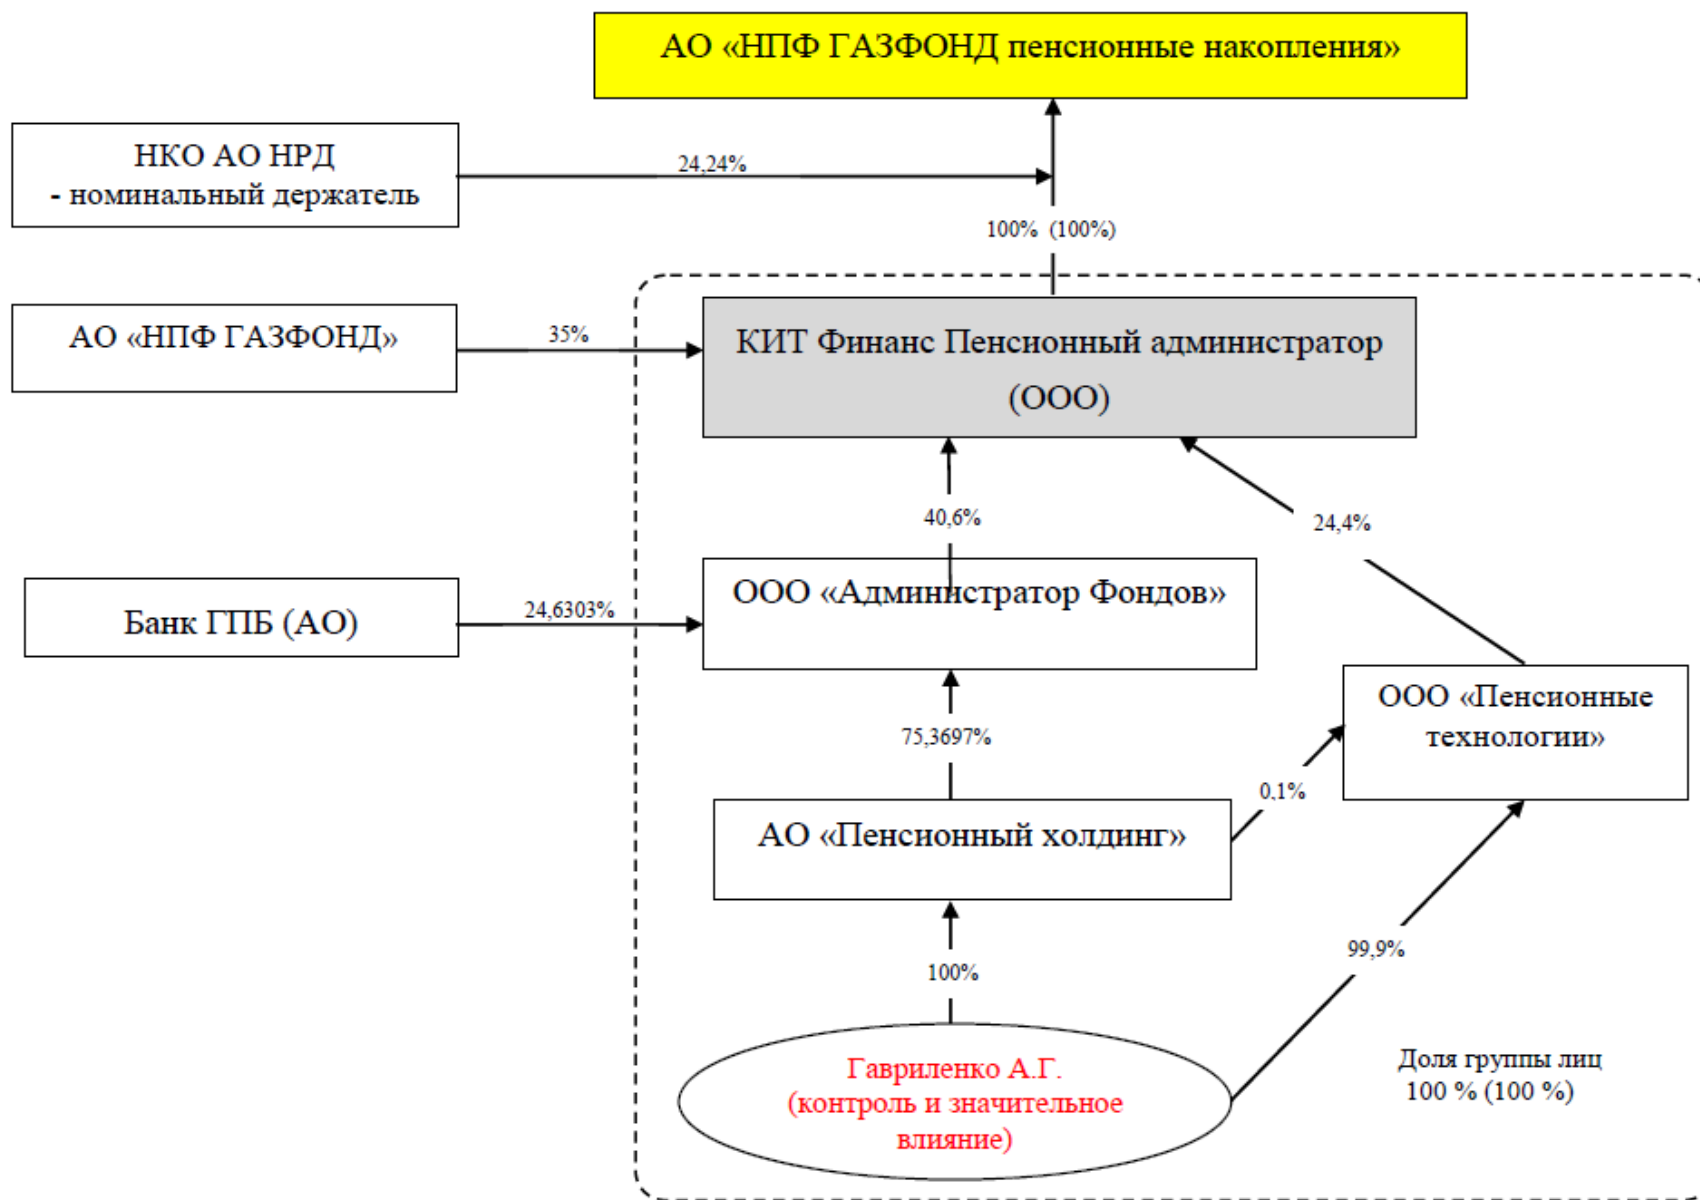 АО «НПФ ГАЗФОНД пенсионные накопления»
НКО АО НРД
- номинальный держатель
24,24%
100% (100%)
АО «НПФ ГАЗФОНД»
35%
КИТ Финанс Пенсионный администратор
(ООО)
40,6%
24,4%
Банк ГПБ (АО)
24,6303%
ООО «Администратор Фондов»
ООО «Пенсионные
технологии»
75,3697%
0,1%
АО «Пенсионный холдинг»
99,9%
100%
Гавриленко А.Г.
(контроль и значительное
влияние)
Доля группы лиц
100 % (100 %)